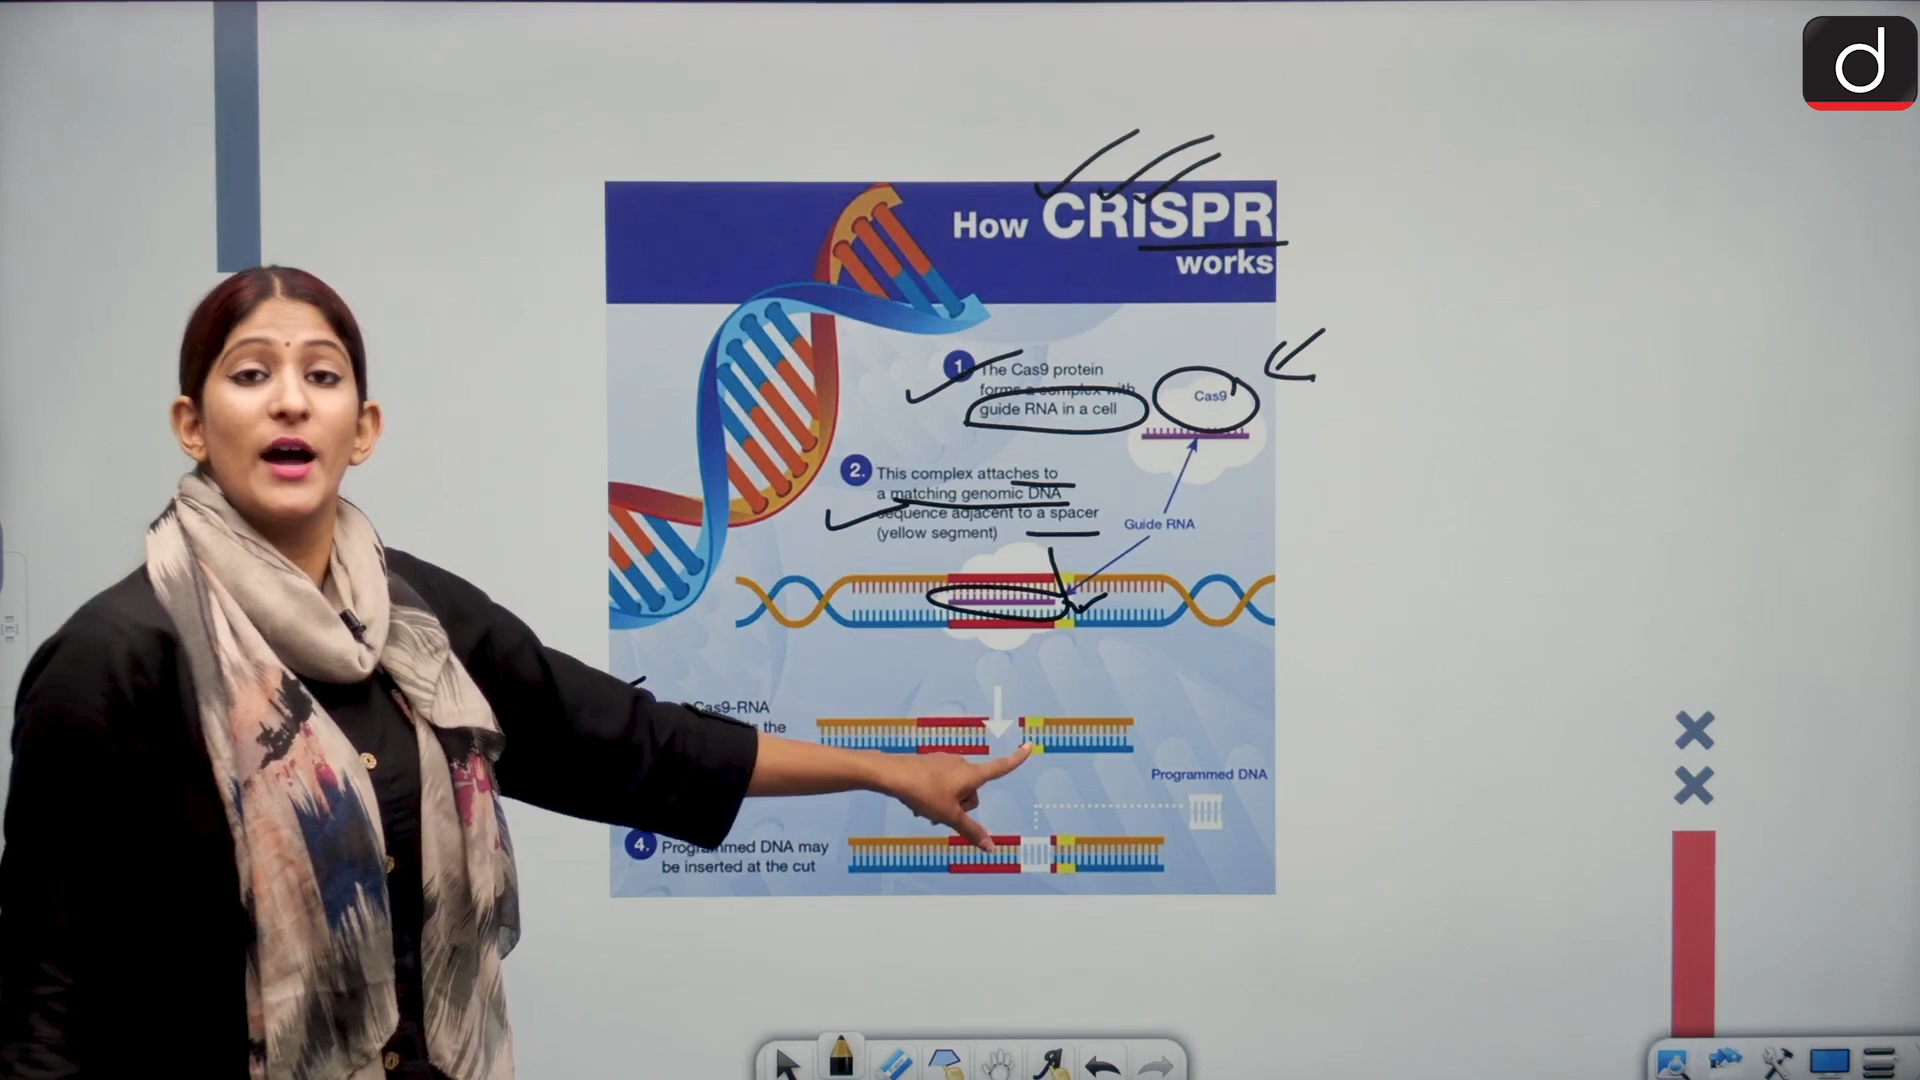 d
How CRiSPR
works
1
The Cas9 protein
forms a complex with
guide RNA in a cell
Cas9
2.
This complex attaches to
a matching genomic DNA
sequence adjacent to a spacer
(yellow segment)
Guide RNA
Cas9-RNA
the
Programmed DNA
4.
Programmed DNA may
be inserted at the cut